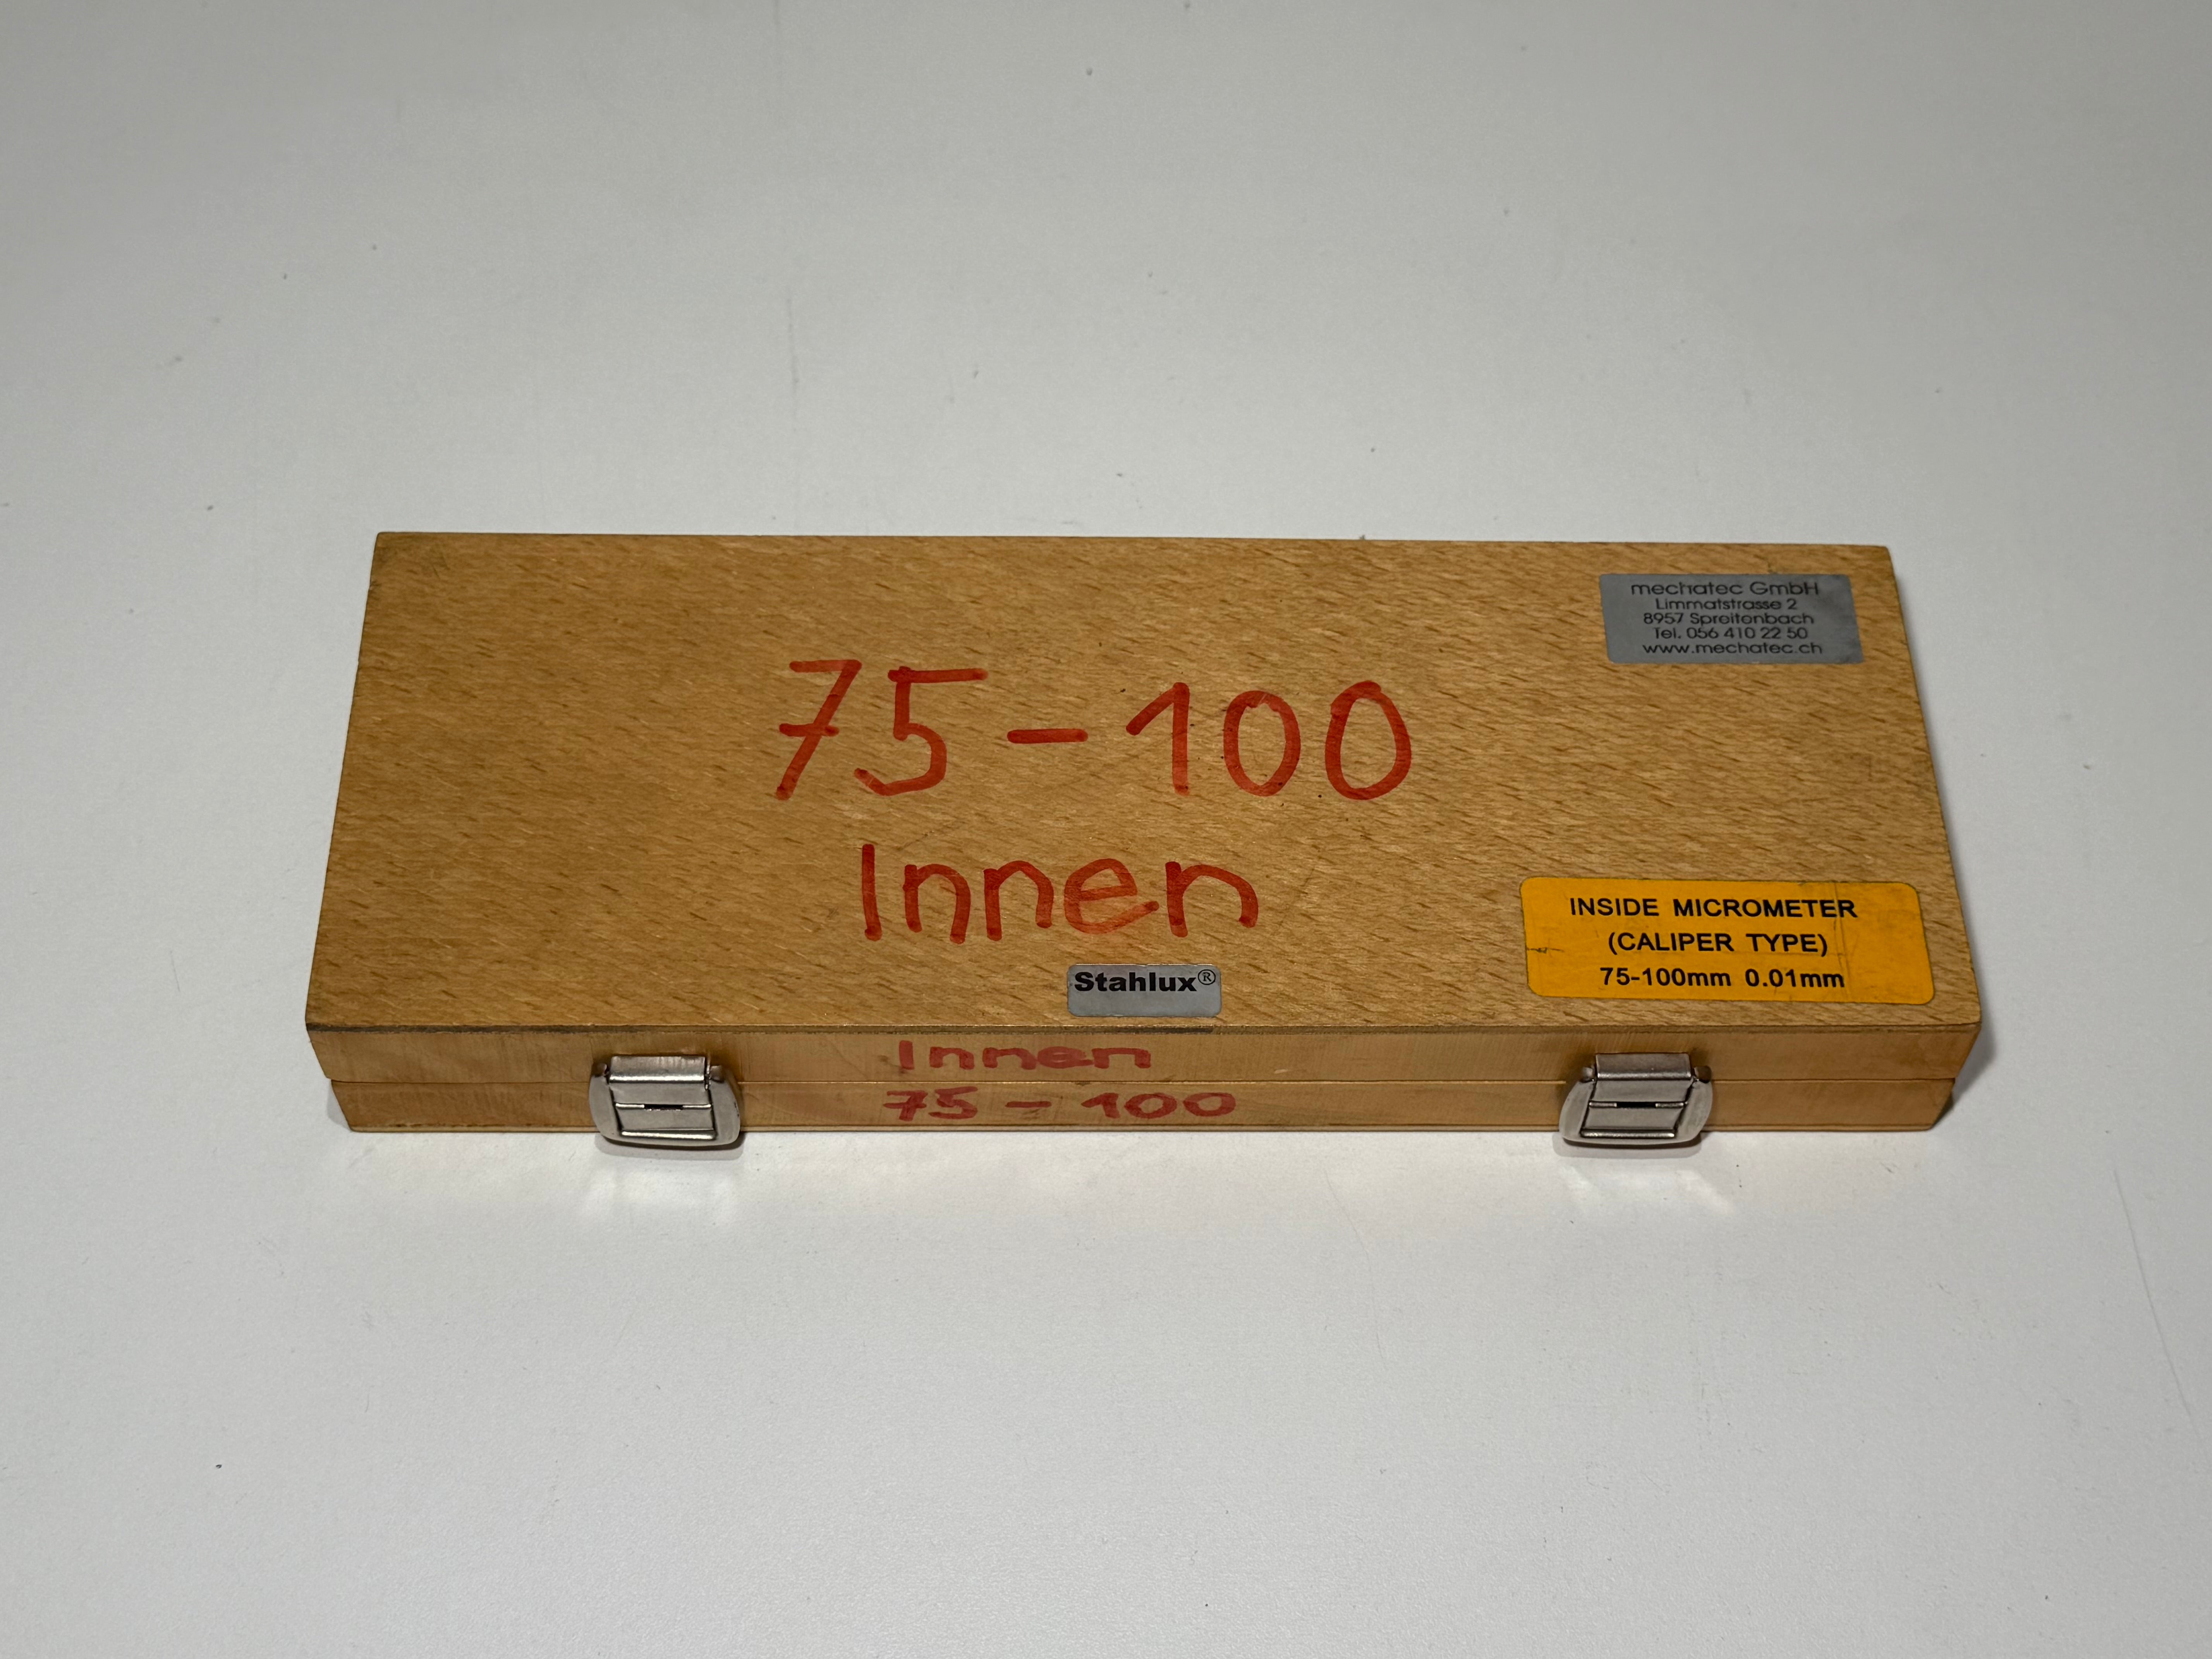 mechatec GmbH
Limmatstrasse 2
8957 Spreitenbach
Tel. 056 410 22 50
www.mechatec.ch
75-100
Innen
INSIDE MICROMETER
(CALIPER TYPE)
75-100mm 0.01mm
Stahlux®
Innen
75-100